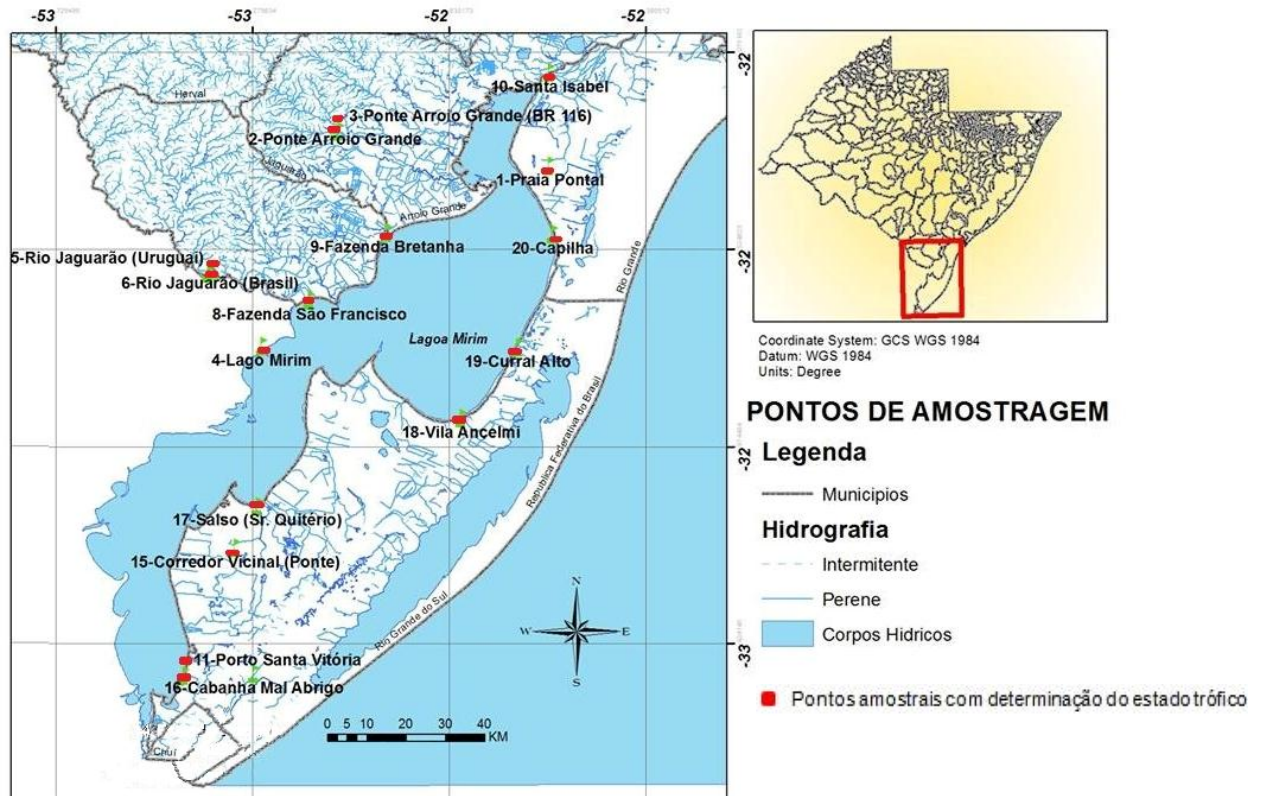 -53
-53
-52
-52
-32
-32
-32
-33
Herval
10-Santa Isabel
3-Ponte Arroio Grande (BR 116)
2-Ponte Arroio Grande
Jaguarão
1-Praia Pontal
Arroio Grande
9-Fazenda Bretanha
20-Capilha
5-Rio Jaguarão (Uruguai)
6-Rio Jaguarão (Brasil)
Rio Grande
8-Fazenda São Francisco
Lagoa Mirim
4-Lago Mirim
19-Curral Alto
18-Vila Ancelmi
Republica Federativa do Brasil
17-Salso (Sr. Quitério)
15-Corredor Vicinal (Ponte)
Rio Grande do Sul
11-Porto Santa Vitória
16-Cabanha Mal Abrigo
Chuí
N
W
E
S
0 5 10 20 30 40
KM
Coordinate System: GCS WGS 1984
Datum: WGS 1984
Units: Degree
PONTOS DE AMOSTRAGEM
Legenda
Municipios
Hidrografia
Intermitente
Perene
Corpos Hidricos
Pontos amostrais com determinação do estado trófico